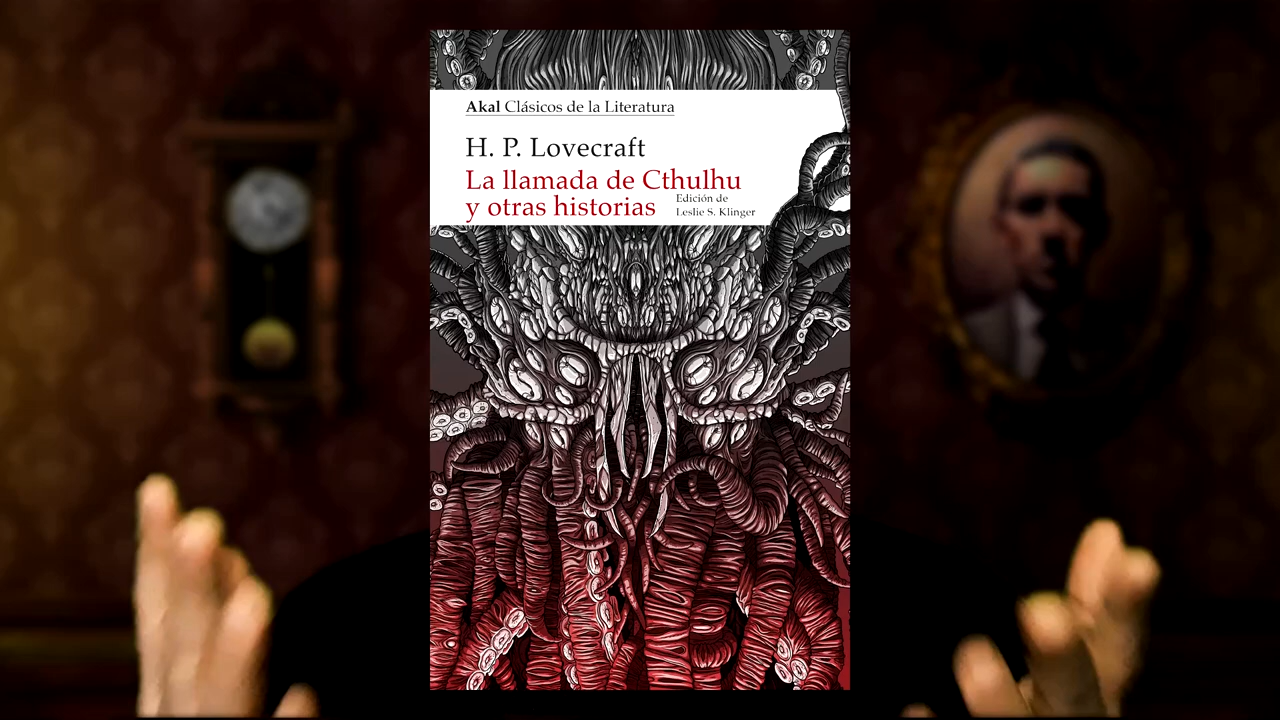 Akal Clásicos de la Literatura
H. P. Lovecraft
La llamada de Cthulhu
y otras historias
Edición de
Leslie S. Klinger